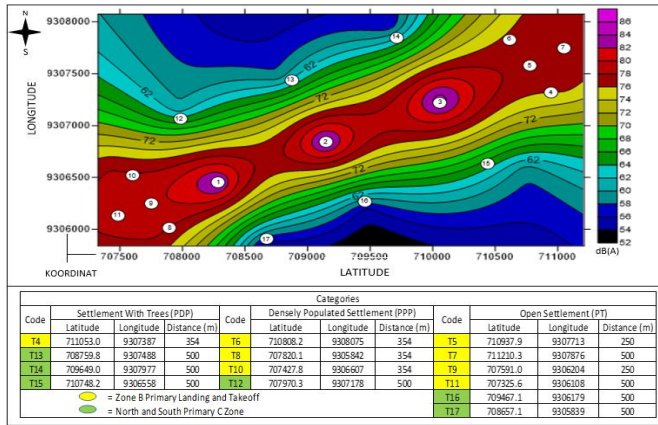 N
S
LONGITUDE
9308000
9307500
9307000
9306500
9306000
62
72
72
72
72
62
62
1
2
3
4
5
6
7
8
9
10
11
12
13
14
15
16
17
707500 708000 708500 709000 709500 710000 710500 711000
KOORDINAT
LATITUDE
86
84
82
80
78
76
74
72
70
68
66
64
62
60
58
56
54
52
dB(A)
Categories
Code Settlement With Trees (PDP) Code Densely Populated Settlement (PPP) Code Open Settlement (PT)
Latitude Longitude Distance (m) Latitude Longitude Distance (m) Latitude Longitude Distance (m)
T4 711053.0 9307387 354 T6 710808.2 9308075 354 T5 710937.9 9307713 250
T13 708759.8 9307488 500 T8 707820.1 9305842 354 T7 711210.3 9307876 500
T14 709649.0 9307977 500 T10 707427.8 9306607 354 T9 707591.0 9306204 250
T15 710748.2 9306558 500 T12 707970.3 9307178 500 T11 707325.6 9306108 500
= Zone B Primary Landing and Takeoff T16 709467.1 9306179 500
= North and South Primary C Zone T17 708657.1 9305839 500